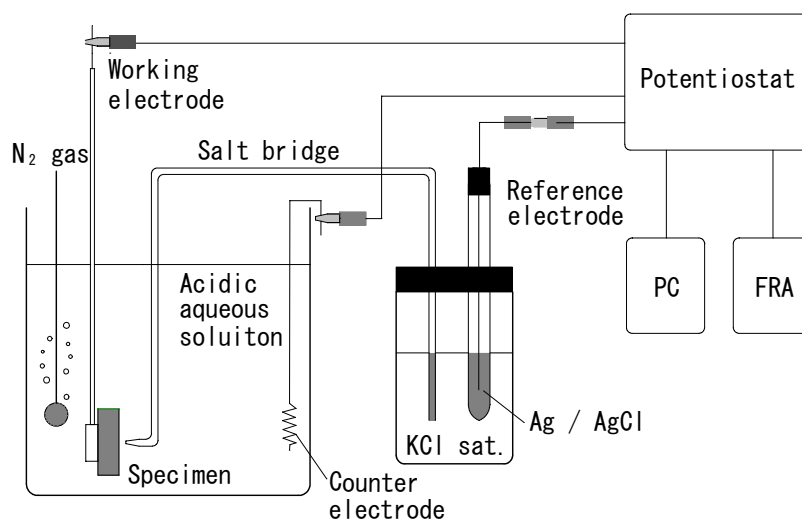 Working
electrode
Potentiostat
N₂ gas
Salt bridge
Reference
electrode
Acidic
aqueous
soluiton
PC
FRA
Ag / AgCl
KCl sat.
Specimen
Counter
electrode